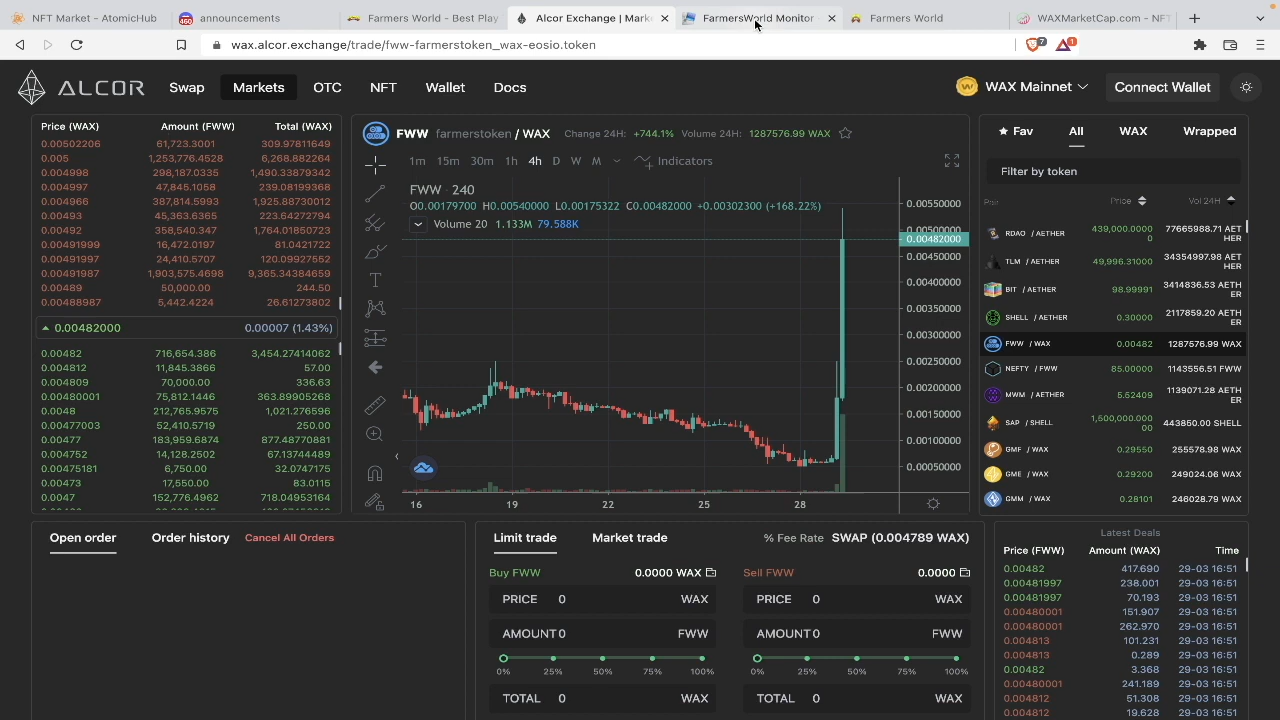 NFT Market - AtomicHub
announcements
Farmers World - Best Play
Alcor Exchange | Mark
FarmersWorld Monitor
Farmers World
WAXMarketCap.com - NFT
wax.alcor.exchange/trade/fww-farmerstoken_wax-eosio.token
7
1
ALCOR
Swap
Markets
OTC
NFT
Wallet
Docs
WAX Mainnet
Connect Wallet
Price (WAX) Amount (FWW) Total (WAX)
0.00502206 61,723.3001 309.97811649
0.005 1,253,776.4528 6,268.882264
0.004998 298,187.0335 1,490.33879342
0.004997 47,845.1058 239.08199368
0.004966 387,814.5993 1,925.88730012
0.00493 45,363.6365 223.64272794
0.00492 358,540.347 1,764.01850723
0.00491999 16,472.0197 81.0421722
0.00491997 24,410.5707 120.09927552
0.00491987 1,903,575.4698 9,365.34384659
0.00489 50,000.00 244.50
0.00488987 5,442.4224 26.61273802
0.00482000 0.00007 (1.43%)
0.00482 716,654.386 3,454.27414062
0.004812 11,845.3866 57.00
0.004809 70,000.00 336.63
0.00480001 75,812.1446 363.89905268
0.0048 212,765.9575 1,021.276596
0.00477003 52,410.5719 250.00
0.00477 183,959.6874 877.48770881
0.004752 14,128.2502 67.13744489
0.00475181 6,750.00 32.0747175
0.00473 17,550.00 83.0115
0.0047 152,776.4962 718.04953164
FWW farmerstoken / WAX Change 24H: +744.1% Volume 24H: 1287576.99 WAX
1m 15m 30m 1h 4h D W M Indicators
FWW · 240
O0.00179700 H0.00540000 L0.00175322 C0.00482000 +0.00302300 (+168.22%)
Volume 20 1.133M 79.588K
0.00550000
0.00500000
0.00482000
0.00450000
0.00400000
0.00350000
0.00300000
0.00250000
0.00200000
0.00150000
0.00100000
0.00050000
16 19 22 25 28
Fav All WAX Wrapped
Filter by token
Pair Price Vol 24H
RDAO / AETHER 439,000.0000 77665988.71 AET
0 HER
TLM / AETHER 49,996.31000 34354997.98 AET
HER
BIT / AETHER 98.99991 3414836.53 AETH
ER
SHELL / AETHER 0.30000 2117859.20 AETH
ER
FWW / WAX 0.00482 1287576.99 WAX
NEFTY / FWW 85.00000 1143556.51 FWW
MWM / AETHER 5.52409 1139071.28 AETH
ER
SAP / SHELL 1,500,000.000 443850.00 SHELL
00
GMF / WAX 0.29550 255578.98 WAX
GME / WAX 0.29200 249024.06 WAX
GMM / WAX 0.28101 246028.79 WAX
Open order Order history Cancel All Orders
Limit trade Market trade % Fee Rate SWAP (0.004789 WAX)
Buy FWW 0.0000 WAX
PRICE 0 WAX
AMOUNT 0 FWW
0% 25% 50% 75% 100%
TOTAL 0 WAX
Sell FWW 0.0000
PRICE 0 WAX
AMOUNT 0 FWW
0% 25% 50% 75% 100%
TOTAL 0 WAX
Latest Deals
Price (FWW) Amount (WAX) Time
0.00482 417.690 29-03 16:51
0.00481997 238.001 29-03 16:51
0.00481997 70.193 29-03 16:51
0.00480001 151.907 29-03 16:51
0.00480001 262.970 29-03 16:51
0.004813 101.231 29-03 16:51
0.004813 0.289 29-03 16:51
0.00482 3.368 29-03 16:51
0.00480001 241.189 29-03 16:51
0.004812 51.308 29-03 16:51
0.004812 19.628 29-03 16:51